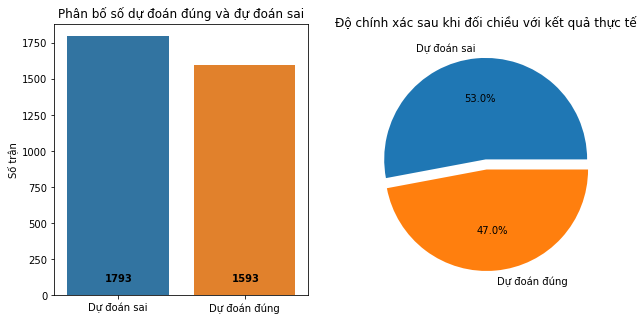 Phân bố số dự đoán đúng và dự đoán sai
Số trận
1750
1500
1250
1000
750
500
250
0
1793
1593
Dự đoán sai
Dự đoán đúng
Độ chính xác sau khi đối chiều với kết quả thực tế
Dự đoán sai
53.0%
47.0%
Dự đoán đúng